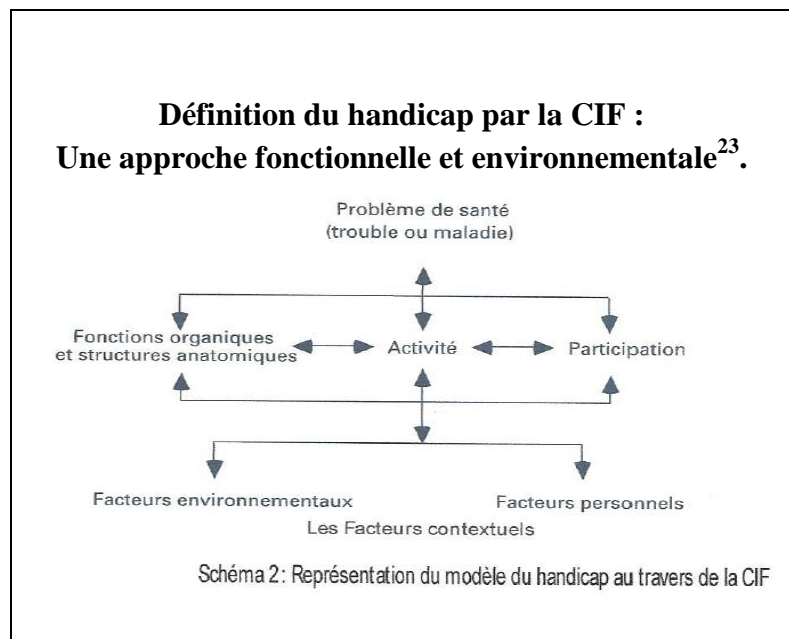 Définition du handicap par la CIF :
Une approche fonctionnelle et environnementale²³.
Problème de santé
(trouble ou maladie)
Fonctions organiques
et structures anatomiques
Activité
Participation
Facteurs environnementaux
Facteurs personnels
Les Facteurs contextuels
Schéma 2: Représentation du modèle du handicap au travers de la CIF